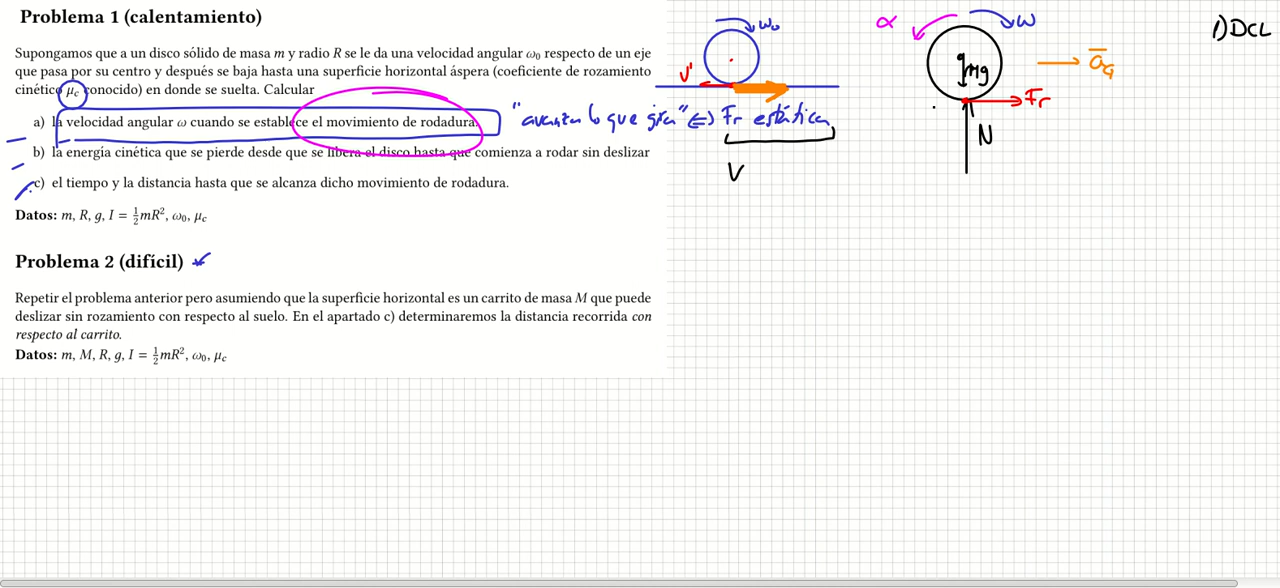 Problema 1 (calentamiento)
Supongamos que a un disco sólido de masa m y radio R se le da una velocidad angular ω₀ respecto de un eje
que pasa por su centro y después se baja hasta una superficie horizontal áspera (coeficiente de rozamiento
cinético μ_c conocido) en donde se suelta. Calcular
a) la velocidad angular ω cuando se establece el movimiento de rodadura.
b) la energía cinética que se pierde desde que se libera el disco hasta que comienza a rodar sin deslizar
c) el tiempo y la distancia hasta que se alcanza dicho movimiento de rodadura.
Datos: m, R, g, I = ½mR², ω₀, μ_c
Problema 2 (difícil)
Repetir el problema anterior pero asumiendo que la superficie horizontal es un carrito de masa M que puede
deslizar sin rozamiento con respecto al suelo. En el apartado c) determinaremos la distancia recorrida con
respecto al carrito.
Datos: m, M, R, g, I = ½mR², ω₀, μ_c
ω₀
v'
"avanza lo que gira" ⇔ Fr estática
V
α
ω
mg
a_G
Fr
N
1) DCL